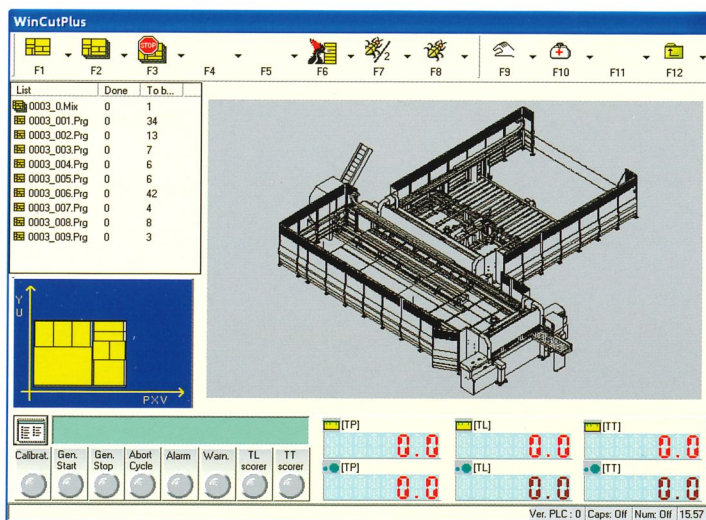 WinCutPlus
STOP
/2
F1 F2 F3 F4 F5 F6 F7 F8 F9 F10 F11 F12
List Done To b...
0003_0.Mix 0 1
0003_001.Prg 0 34
0003_002.Prg 0 13
0003_003.Prg 0 7
0003_004.Prg 0 6
0003_005.Prg 0 6
0003_006.Prg 0 42
0003_007.Prg 0 4
0003_008.Prg 0 8
0003_009.Prg 0 3
Y
U
PXV
[TP] [TL] [TT]
0.0 0.0 0.0
Calibrat. Gen. Start Gen. Stop Abort Cycle Alarm Warn. TL scorer TT scorer
[TP] [TL] [TT]
0.0 0.0 0.0
Ver. PLC : 0 Caps: Off Num: Off 15.57